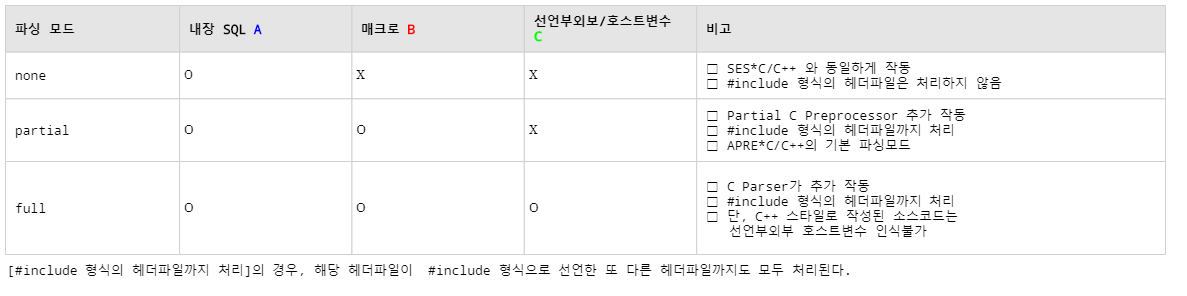 파싱 모드
내장 SQL A
매크로 B
선언부외보/호스트변수
C
비고
none
O
X
X
□ SES*C/C++ 와 동일하게 작동
□ #include 형식의 헤더파일은 처리하지 않음
partial
O
O
X
□ Partial C Preprocessor 추가 작동
□ #include 형식의 헤더파일까지 처리
□ APRE*C/C++의 기본 파싱모드
full
O
O
O
□ C Parser가 추가 작동
□ #include 형식의 헤더파일까지 처리
□ 단, C++ 스타일로 작성된 소스코드는
선언부외부 호스트변수 인식불가
[#include 형식의 헤더파일까지 처리]의 경우, 해당 헤더파일이 #include 형식으로 선언한 또 다른 헤더파일까지도 모두 처리된다.